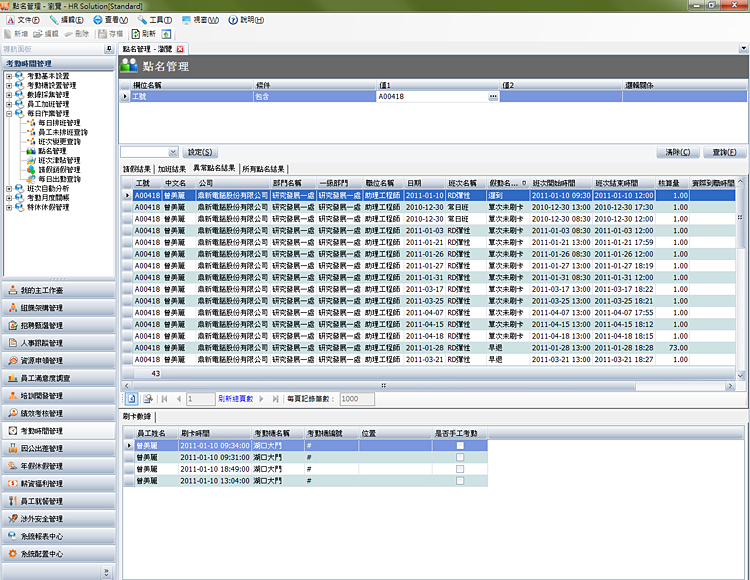 點名管理 - 瀏覽 - HR Solution[Standard]
文件(F) 編輯(E) 查看(V) 工具(T) 視窗(W) 說明(H)
新增 編輯 刪除 存檔 刷新
導航面板
考勤時間管理
考勤基本設置
考勤機設置管理
數據採集管理
員工加班管理
每日作業管理
每日排班管理
員工未排班查詢
班次變更查詢
點名管理
班次津貼管理
請假銷假管理
每日出勤查詢
班次自動分析
考勤月度關帳
特休休假管理
我的主工作臺
組織架構管理
招聘甄選管理
人事跟蹤管理
資源申領管理
員工滿意度調查
培訓開發管理
績效考核管理
考勤時間管理
因公出差管理
年假休假管理
薪資福利管理
員工就餐管理
涉外安全管理
系統報表中心
系統配置中心
點名管理 - 瀏覽
點名管理
欄位名稱 條件 值1 值2 邏輯關係
工號 包含 A00418
設定(S) 清除(C) 查詢(F)
請假結果 加班結果 異常點名結果 所有點名結果
工號 中文名 公司 部門名稱 一級部門 職位名稱 日期 班次名稱 假勤名... 班次開始時間 班次結束時間 核算量 實際到職時間
A00418 曾美麗 鼎新電腦股份有限公司 研究發展一處 研究發展一處 助理工程師 2011-01-10 RD彈性 遲到 2011-01-10 09:30 2011-01-10 12:00 1.00
A00418 曾美麗 鼎新電腦股份有限公司 研究發展一處 研究發展一處 助理工程師 2010-12-30 常日班 單次未刷卡 2010-12-30 13:00 2010-12-30 17:30 1.00
A00418 曾美麗 鼎新電腦股份有限公司 研究發展一處 研究發展一處 助理工程師 2010-12-30 常日班 單次未刷卡 2010-12-30 08:30 2010-12-30 12:00 1.00
A00418 曾美麗 鼎新電腦股份有限公司 研究發展一處 研究發展一處 助理工程師 2011-01-03 RD彈性 單次未刷卡 2011-01-03 08:30 2011-01-03 12:00 1.00
A00418 曾美麗 鼎新電腦股份有限公司 研究發展一處 研究發展一處 助理工程師 2011-01-21 RD彈性 單次未刷卡 2011-01-21 13:00 2011-01-21 17:59 1.00
A00418 曾美麗 鼎新電腦股份有限公司 研究發展一處 研究發展一處 助理工程師 2011-01-26 RD彈性 單次未刷卡 2011-01-26 08:30 2011-01-26 12:00 1.00
A00418 曾美麗 鼎新電腦股份有限公司 研究發展一處 研究發展一處 助理工程師 2011-01-27 RD彈性 單次未刷卡 2011-01-27 13:00 2011-01-27 18:19 1.00
A00418 曾美麗 鼎新電腦股份有限公司 研究發展一處 研究發展一處 助理工程師 2011-01-31 RD彈性 單次未刷卡 2011-01-31 08:30 2011-01-31 12:00 1.00
A00418 曾美麗 鼎新電腦股份有限公司 研究發展一處 研究發展一處 助理工程師 2011-03-17 RD彈性 單次未刷卡 2011-03-17 13:00 2011-03-17 18:22 1.00
A00418 曾美麗 鼎新電腦股份有限公司 研究發展一處 研究發展一處 助理工程師 2011-03-25 RD彈性 單次未刷卡 2011-03-25 13:00 2011-03-25 18:21 1.00
A00418 曾美麗 鼎新電腦股份有限公司 研究發展一處 研究發展一處 助理工程師 2011-04-07 RD彈性 單次未刷卡 2011-04-07 13:00 2011-04-07 17:55 1.00
A00418 曾美麗 鼎新電腦股份有限公司 研究發展一處 研究發展一處 助理工程師 2011-04-15 RD彈性 單次未刷卡 2011-04-15 13:00 2011-04-15 18:12 1.00
A00418 曾美麗 鼎新電腦股份有限公司 研究發展一處 研究發展一處 助理工程師 2011-04-18 RD彈性 單次未刷卡 2011-04-18 13:00 2011-04-18 18:15 1.00
A00418 曾美麗 鼎新電腦股份有限公司 研究發展一處 研究發展一處 助理工程師 2011-01-28 RD彈性 早退 2011-01-28 13:00 2011-01-28 18:28 73.00
A00418 曾美麗 鼎新電腦股份有限公司 研究發展一處 研究發展一處 助理工程師 2011-03-21 RD彈性 早退 2011-03-21 13:00 2011-03-21 18:27 1.00
43
1 刷新總頁數 每頁記錄筆數: 1000
刷卡數據
員工姓名 刷卡時間 考勤機名稱 考勤機編號 位置 是否手工考勤
曾美麗 2011-01-10 09:34:00 湖口大門 #
曾美麗 2011-01-10 09:31:00 湖口大門 #
曾美麗 2011-01-10 18:49:00 湖口大門 #
曾美麗 2011-01-10 13:04:00 湖口大門 #